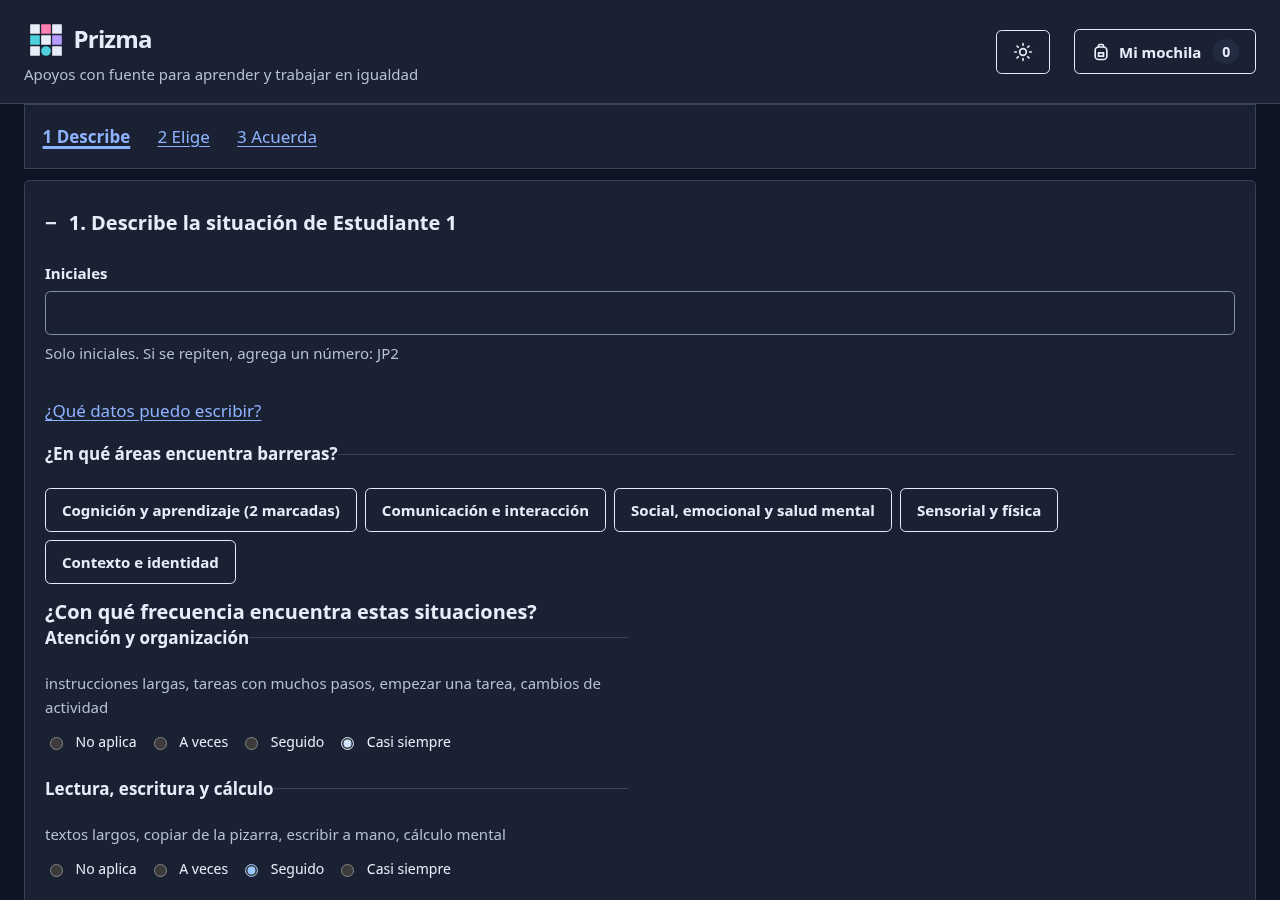 Prizma
Apoyos con fuente para aprender y trabajar en igualdad
Mi mochila 0
1 Describe 2 Elige 3 Acuerda
− 1. Describe la situación de Estudiante 1
Iniciales
Solo iniciales. Si se repiten, agrega un número: JP2
¿Qué datos puedo escribir?
¿En qué áreas encuentra barreras?
Cognición y aprendizaje (2 marcadas) Comunicación e interacción Social, emocional y salud mental Sensorial y física
Contexto e identidad
¿Con qué frecuencia encuentra estas situaciones?
Atención y organización
instrucciones largas, tareas con muchos pasos, empezar una tarea, cambios de
actividad
No aplica A veces Seguido Casi siempre
Lectura, escritura y cálculo
textos largos, copiar de la pizarra, escribir a mano, cálculo mental
No aplica A veces Seguido Casi siempre